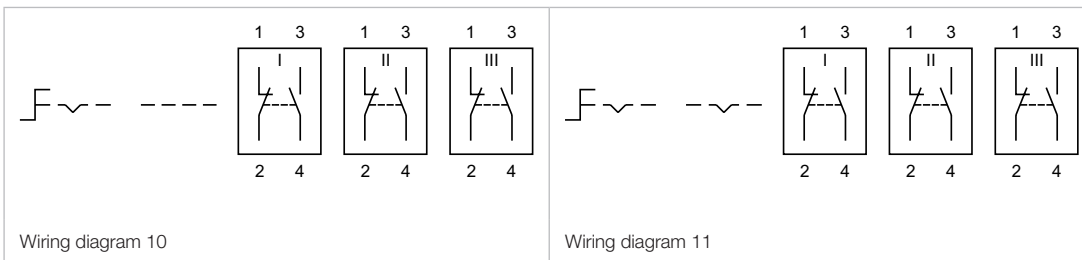 1 3 1 3 1 3 1 3 1 3 1 3
I II III I II III
2 4 2 4 2 4 2 4 2 4 2 4
Wiring diagram 10
Wiring diagram 11